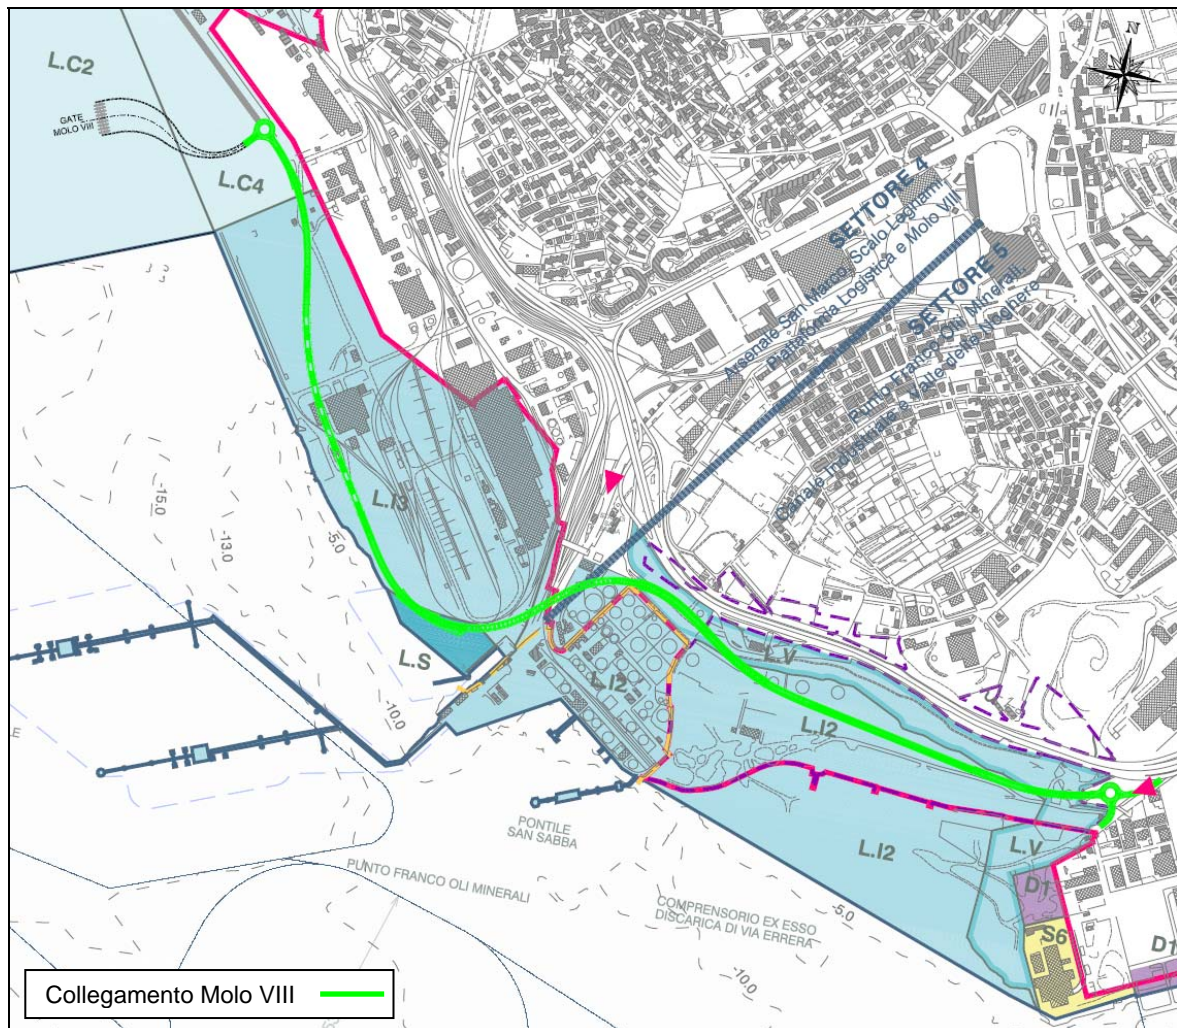 L.C2
N
GATE
MOLO VIII
L.C4
SETTORE 4
Arsenale San Marco, Scalo Legnami,
Piattaforma Logistica e Molo VIII
SETTORE 5
Punto Franco Oli Minerali,
Canale Industriale e Valle delle Noghere
L.I3
-15.0
-13.0
-5.0
L.S
L.V
L.I2
-10.0
L.I2
E
PONTILE
SAN SABBA
L.I2
L.V
PUNTO FRANCO OLI MINERALI
D1
COMPRENSORIO EX ESSO
DISCARICA DI VIA ERRERA
-5.0
S6
D1
-10.0
Collegamento Molo VIII